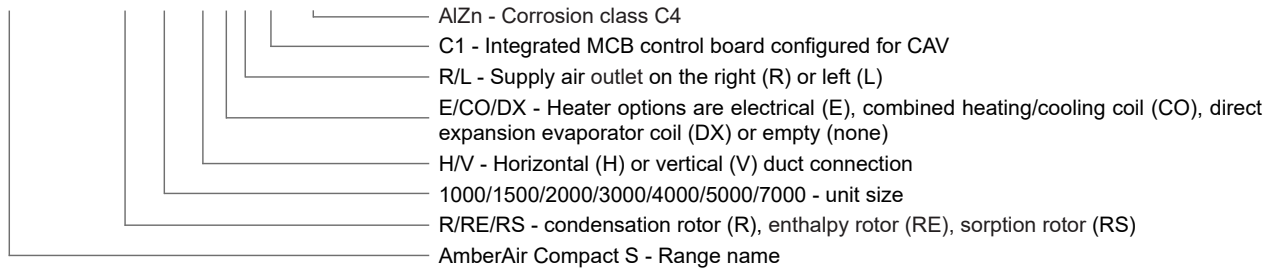 AlZn - Corrosion class C4
C1 - Integrated MCB control board configured for CAV
R/L - Supply air outlet on the right (R) or left (L)
E/CO/DX - Heater options are electrical (E), combined heating/cooling coil (CO), direct
expansion evaporator coil (DX) or empty (none)
H/V - Horizontal (H) or vertical (V) duct connection
1000/1500/2000/3000/4000/5000/7000 - unit size
R/RE/RS - condensation rotor (R), enthalpy rotor (RE), sorption rotor (RS)
AmberAir Compact S - Range name